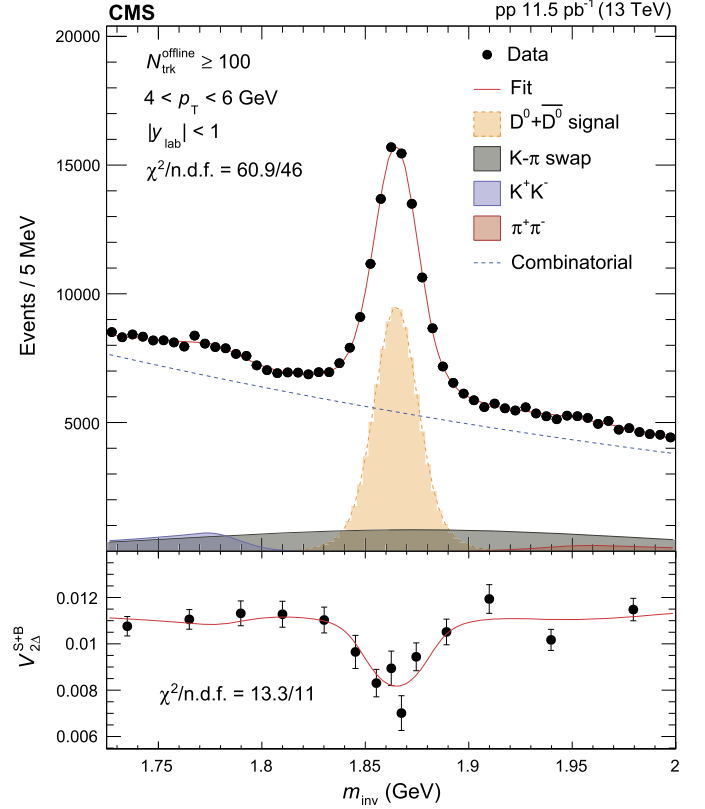 CMS pp 11.5 pb⁻¹ (13 TeV)
20000
15000
10000
5000
Events / 5 MeV
N_trk^offline ≥ 100
4 < p_T < 6 GeV
|y_lab| < 1
χ²/n.d.f. = 60.9/46
Data
Fit
D⁰+D̅⁰ signal
K-π swap
K⁺K⁻
π⁺π⁻
Combinatorial
0.012
0.01
0.008
0.006
V_2Δ^S+B
χ²/n.d.f. = 13.3/11
1.75 1.8 1.85 1.9 1.95 2
m_inv (GeV)